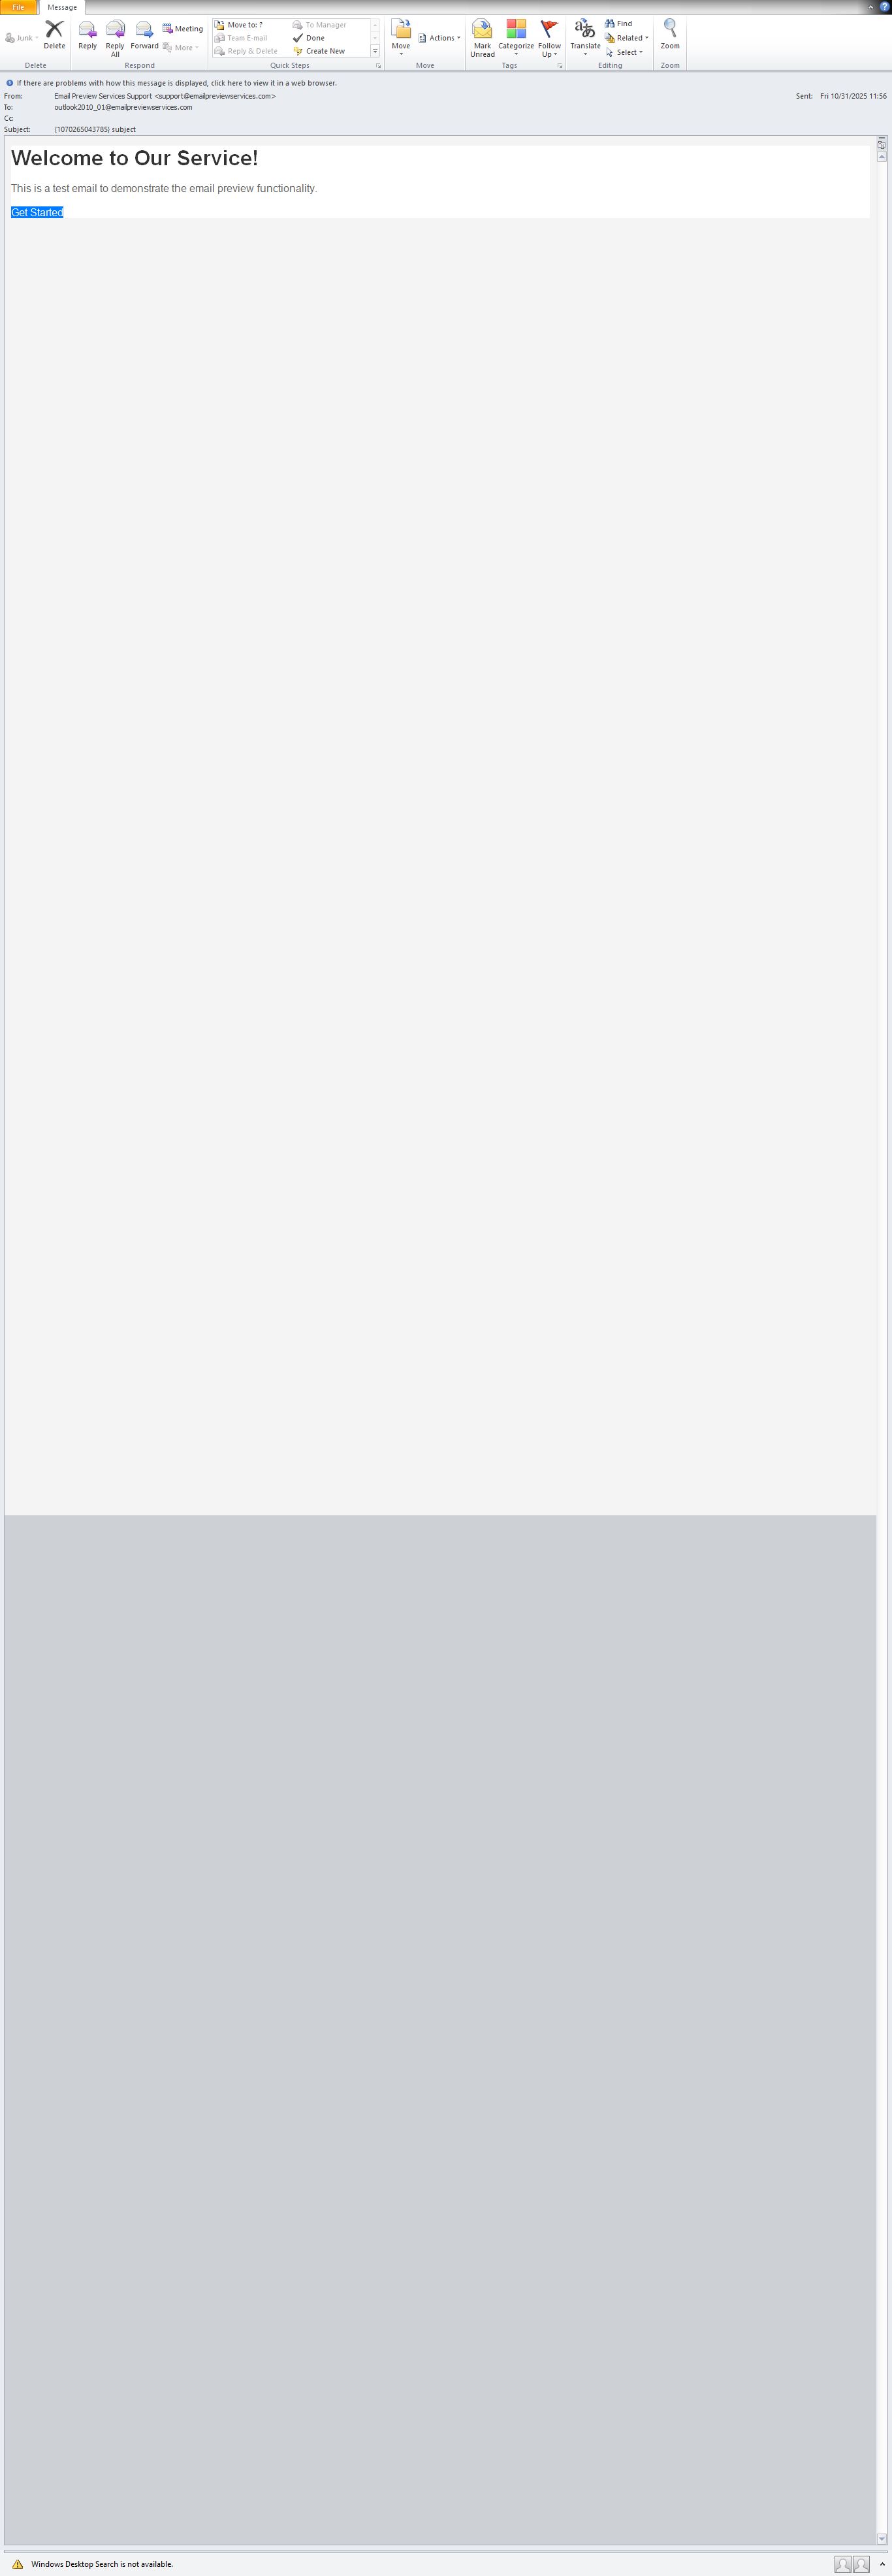 File Message
Junk Delete Reply Reply All Forward Meeting More
Move to: ? To Manager
Team E-mail Done
Reply & Delete Create New
Move Actions
Mark Unread Categorize Follow Up
Translate Find Related Select Zoom
Delete Respond Quick Steps Move Tags Editing Zoom
If there are problems with how this message is displayed, click here to view it in a web browser.
From: Email Preview Services Support <support@emailpreviewservices.com> Sent: Fri 10/31/2025 11:56
To: outlook2010_01@emailpreviewservices.com
Cc:
Subject: {1070265043785} subject
Welcome to Our Service!
This is a test email to demonstrate the email preview functionality.
Get Started
Windows Desktop Search is not available.